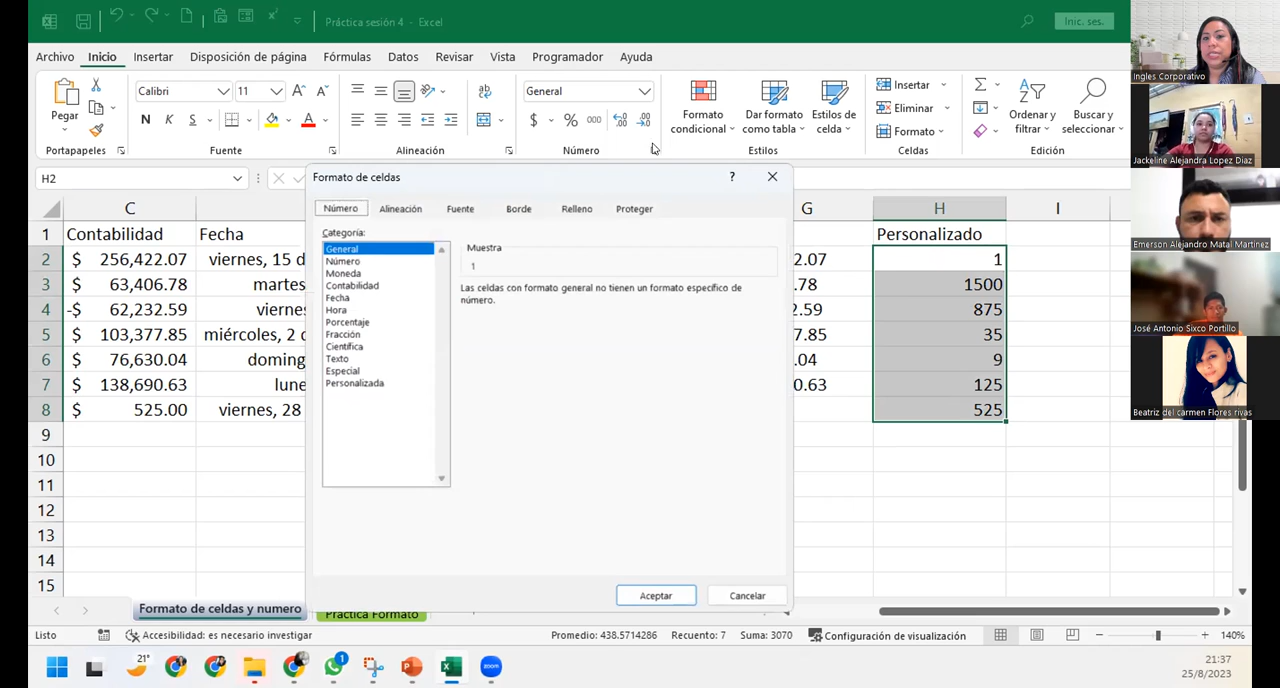 Práctica sesión 4 - Excel
Inic. ses.
Archivo Inicio Insertar Disposición de página Fórmulas Datos Revisar Vista Programador Ayuda
Pegar
Portapapeles
Calibri 11
N K S
Fuente
Alineación
General
$ % 000
Número
Formato condicional
Dar formato como tabla
Estilos de celda
Estilos
Insertar
Eliminar
Formato
Celdas
Ordenar y filtrar
Buscar y seleccionar
Edición
H2
C G H I
1 Contabilidad Fecha Personalizado
2 $ 256,422.07 viernes, 15 d 2.07 1
3 $ 63,406.78 martes .78 1500
4 -$ 62,232.59 vierne 2.59 875
5 $ 103,377.85 miércoles, 2 c 7.85 35
6 $ 76,630.04 doming .04 9
7 $ 138,690.63 lune 0.63 125
8 $ 525.00 viernes, 28 525
9
10
11
12
13
14
15
Formato de celdas ?
Número Alineación Fuente Borde Relleno Proteger
Categoría:
General
Número
Moneda
Contabilidad
Fecha
Hora
Porcentaje
Fracción
Científica
Texto
Especial
Personalizada
Muestra
1
Las celdas con formato general no tienen un formato específico de
número.
Aceptar Cancelar
Formato de celdas y numero Práctica Formato
Listo Accesibilidad: es necesario investigar Promedio: 438.5714286 Recuento: 7 Suma: 3070 Configuración de visualización 140%
21° 1
21:37
25/8/2023
Ingles Corporativo
Jackeline Alejandra Lopez Diaz
Emerson Alejandro Matal Martinez
José Antonio Sixco Portillo
Beatriz del carmen Flores rivas